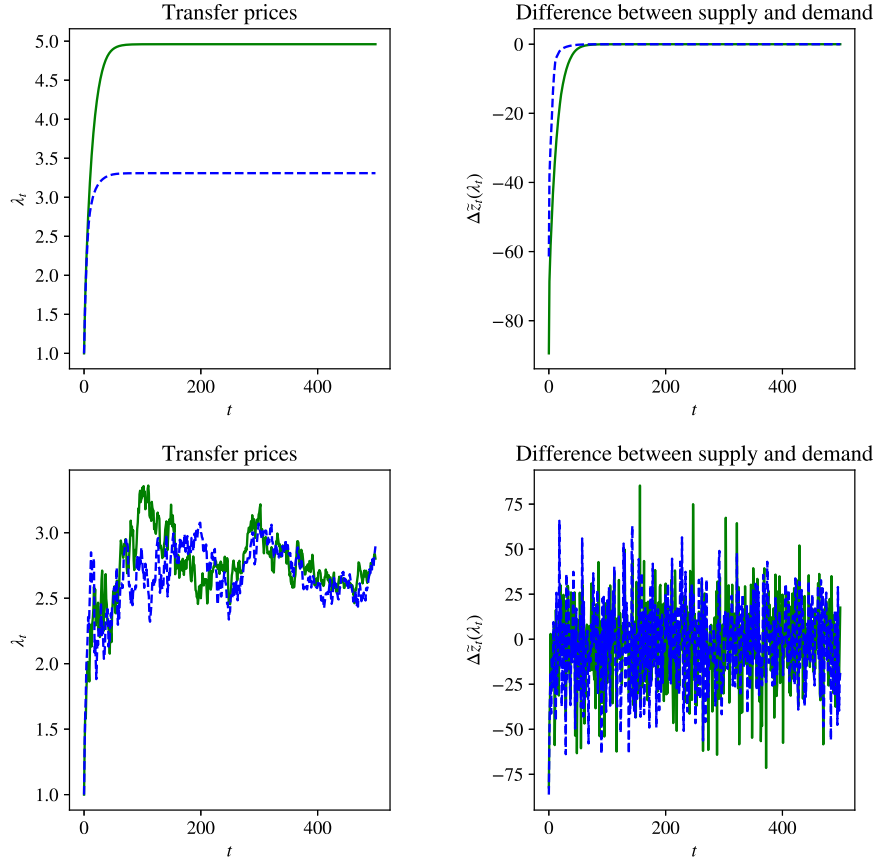 Transfer prices
5.0
4.5
4.0
3.5
3.0
2.5
2.0
1.5
1.0
λₜ
0 200 400
t
Difference between supply and demand
0
−20
−40
−60
−80
Δz̃ₜ(λₜ)
0 200 400
t
Transfer prices
3.0
2.5
2.0
1.5
1.0
λₜ
0 200 400
t
Difference between supply and demand
75
50
25
0
−25
−50
−75
Δz̃ₜ(λₜ)
0 200 400
t